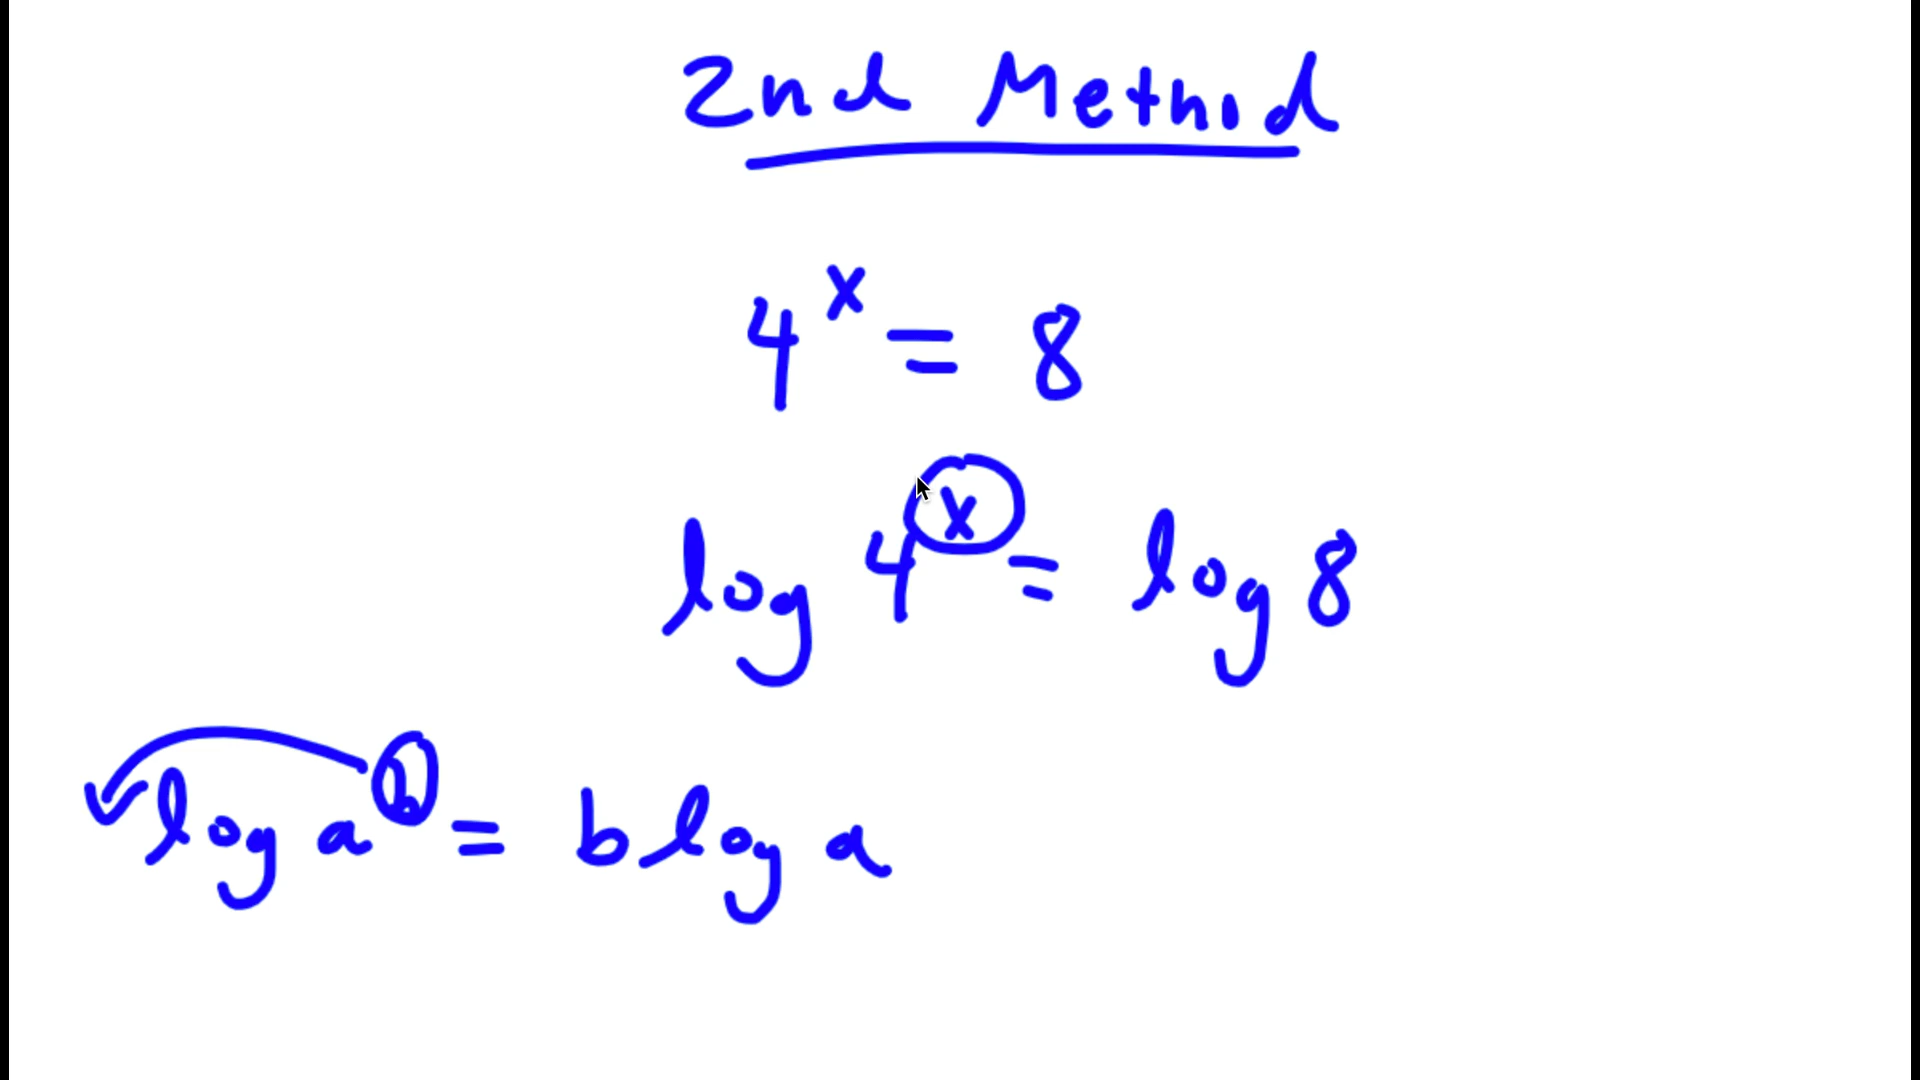 2nd Method
4^x = 8
log 4^x = log 8
log a^b = b log a